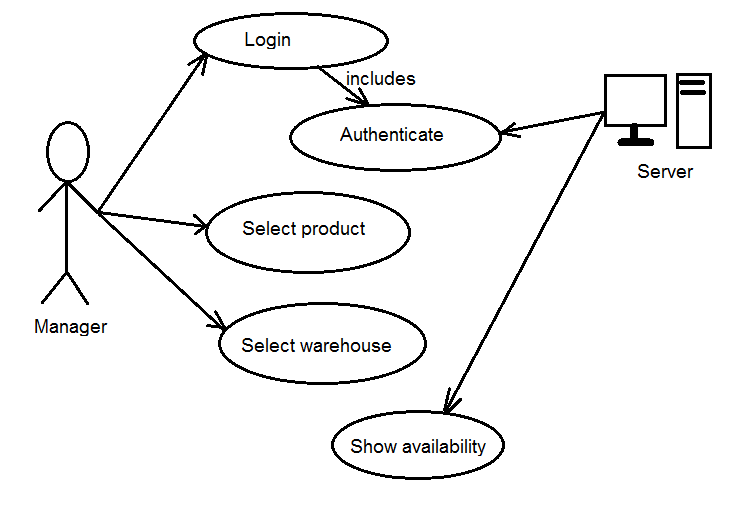 Login
includes
Authenticate
Server
Select product
Manager
Select warehouse
Show availability